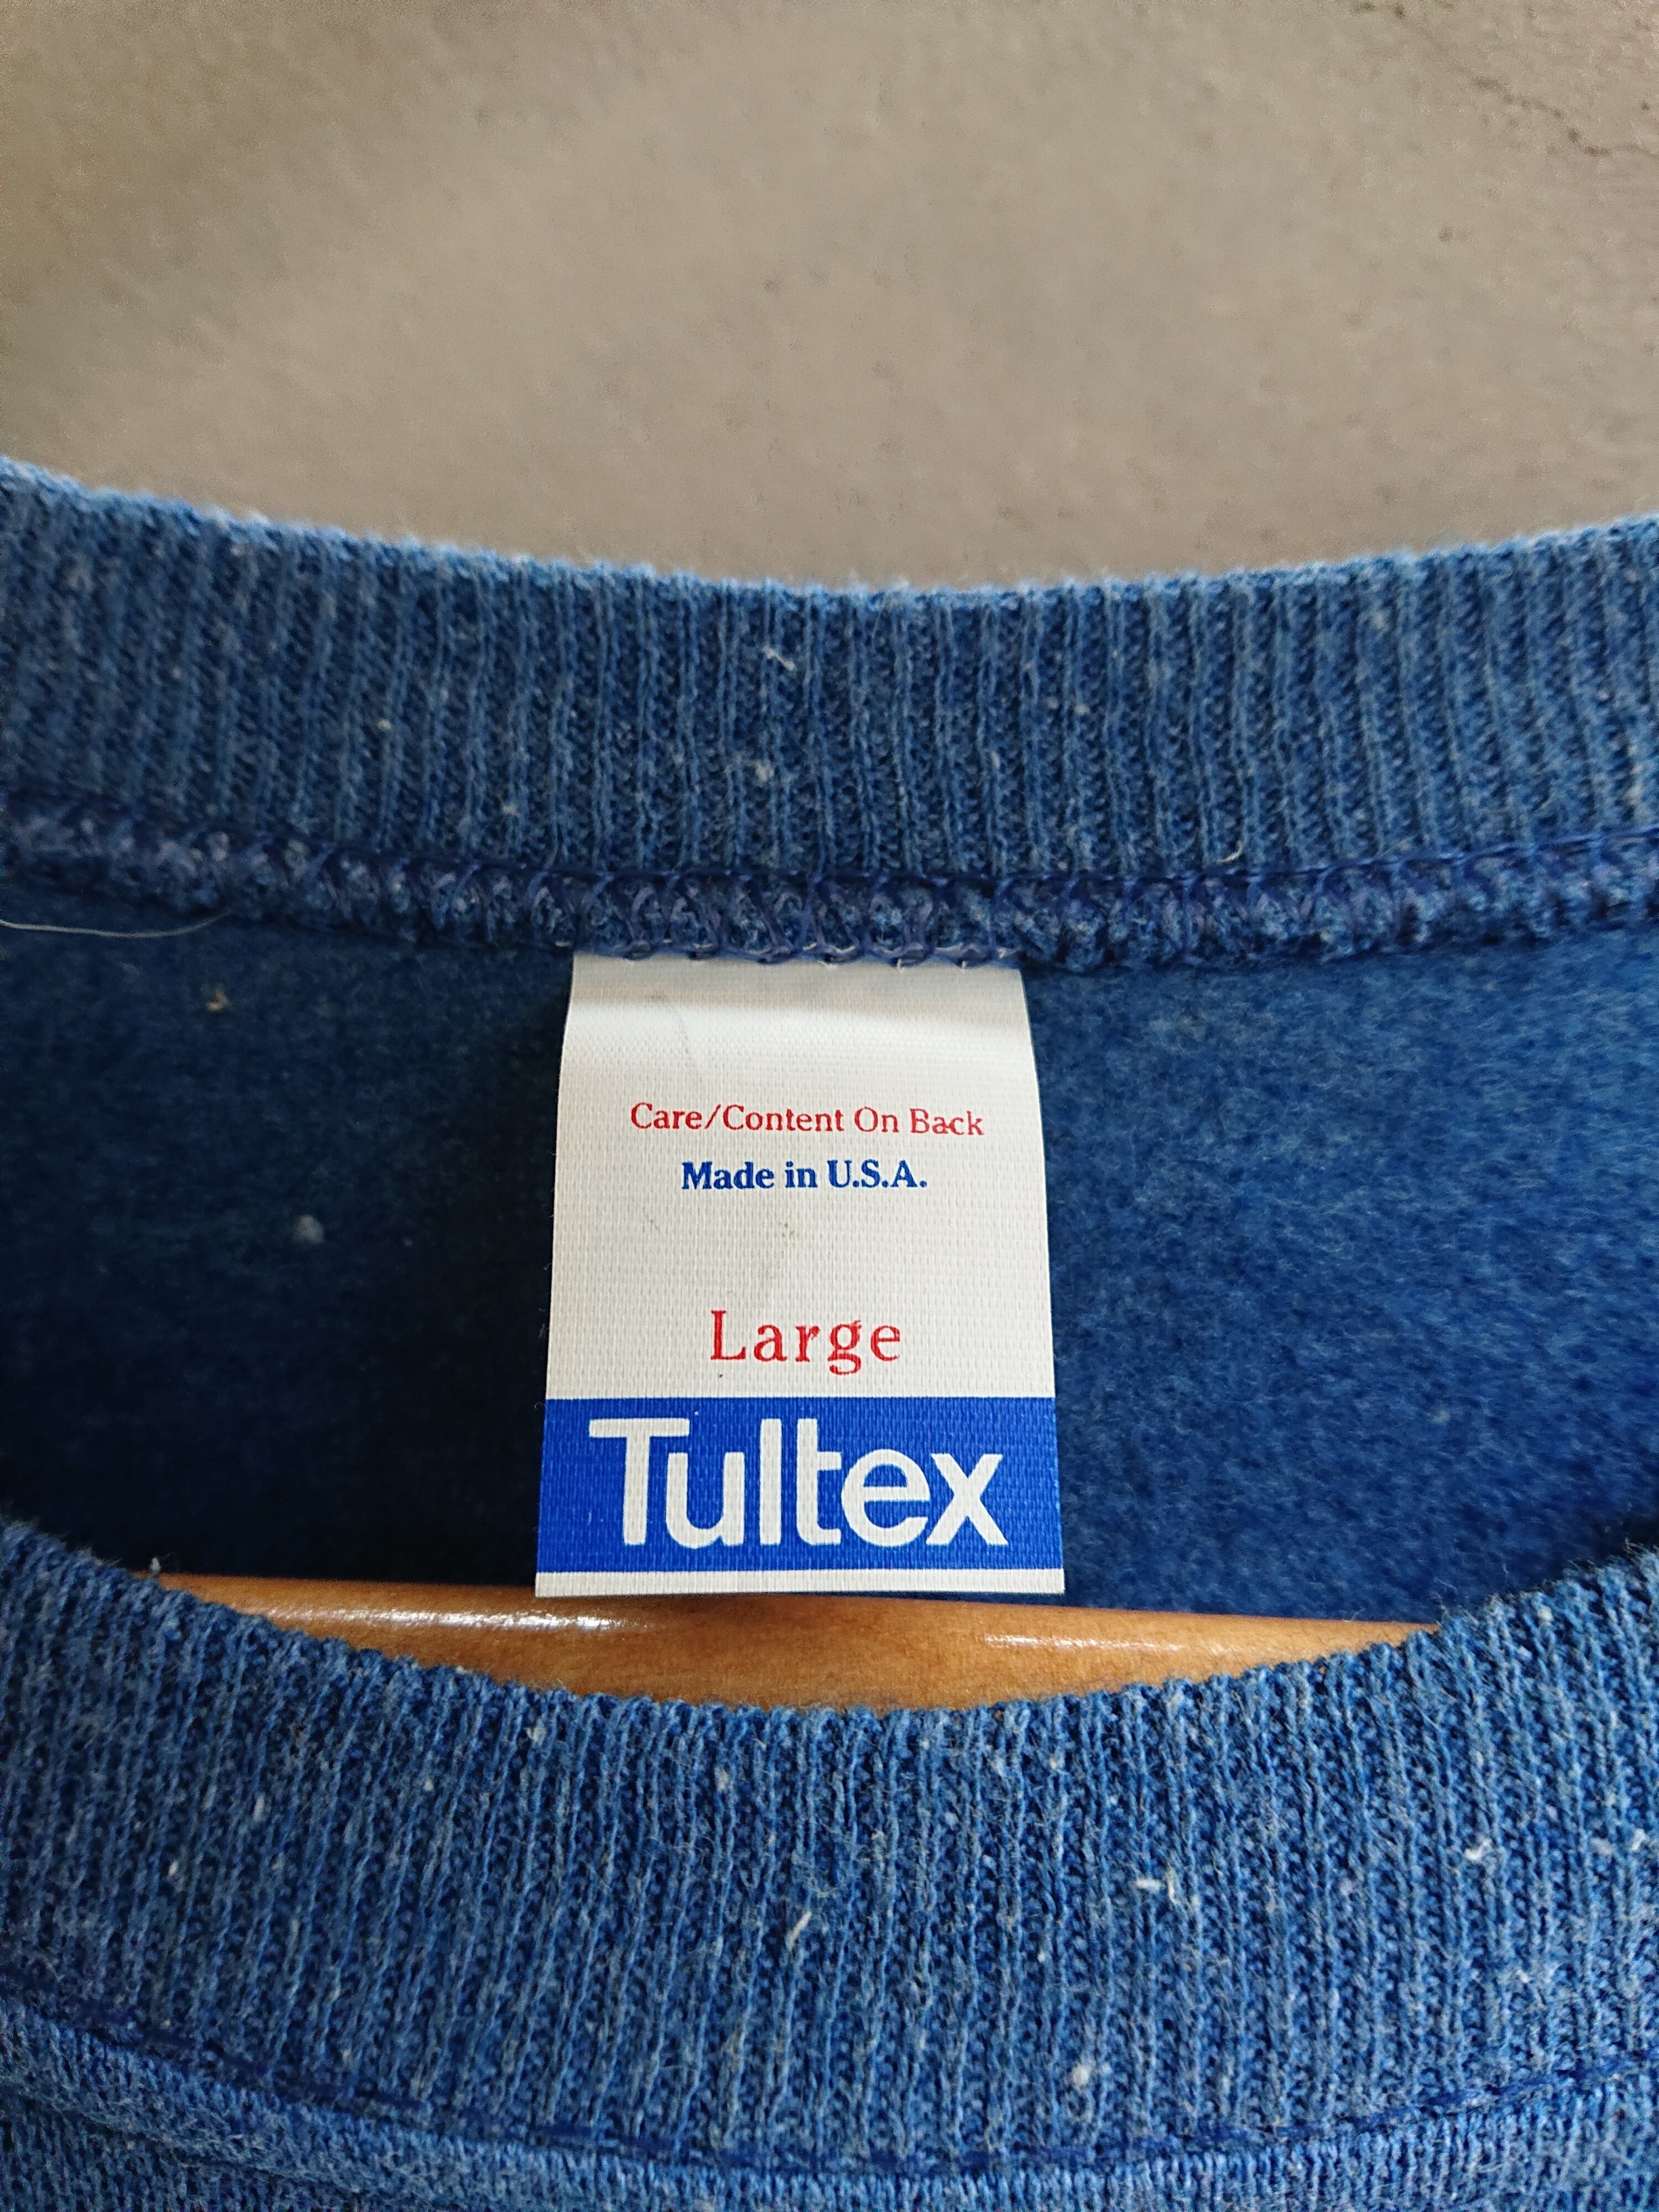 Care/Content On Back
Made in U.S.A.
Large
Tultex